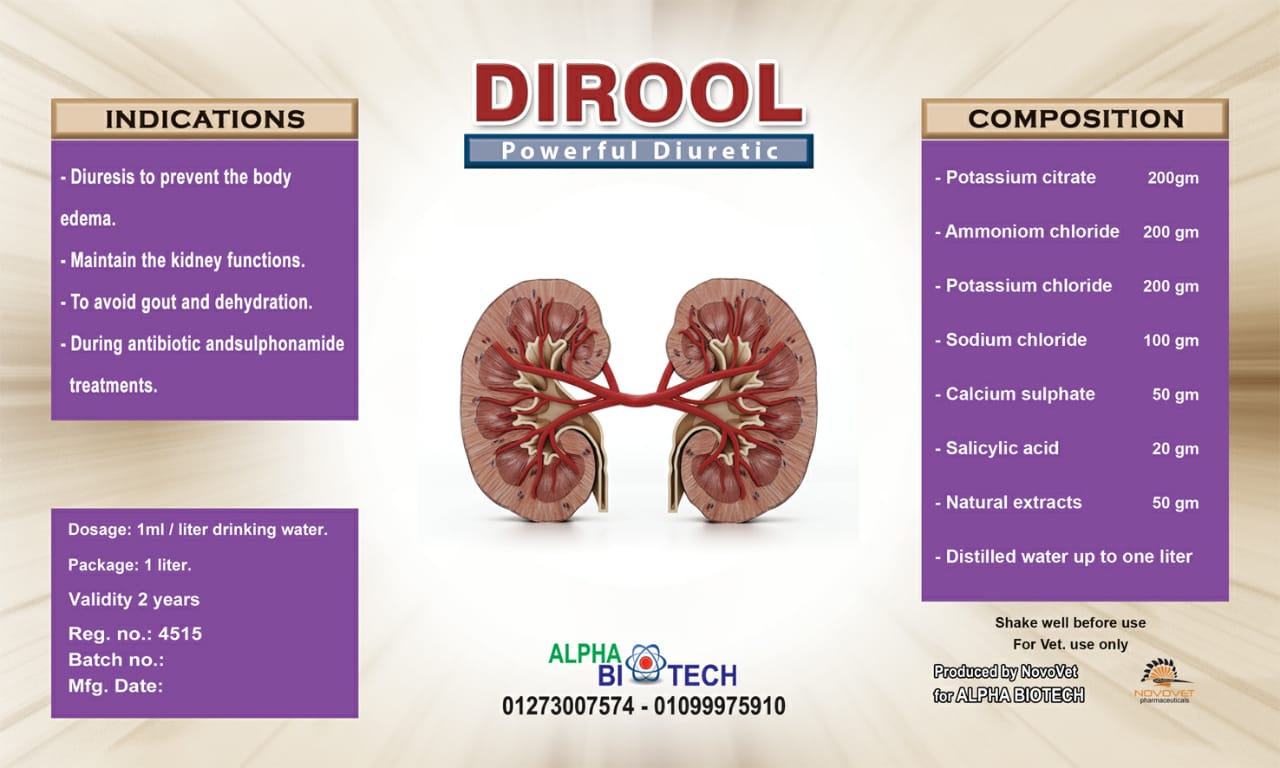 DIROOL
Powerful Diuretic
INDICATIONS
- Diuresis to prevent the body
edema.
- Maintain the kidney functions.
- To avoid gout and dehydration.
- During antibiotic andsulphonamide
treatments.
Dosage: 1ml / liter drinking water.
Package: 1 liter.
Validity 2 years
Reg. no.: 4515
Batch no.:
Mfg. Date:
ALPHA
BIOTECH
01273007574 - 01099975910
COMPOSITION
- Potassium citrate 200gm
- Ammoniom chloride 200 gm
- Potassium chloride 200 gm
- Sodium chloride 100 gm
- Calcium sulphate 50 gm
- Salicylic acid 20 gm
- Natural extracts 50 gm
- Distilled water up to one liter
Shake well before use
For Vet. use only
Produced by NovoVet
for ALPHA BIOTECH
NOVOVET
pharmaceuticals